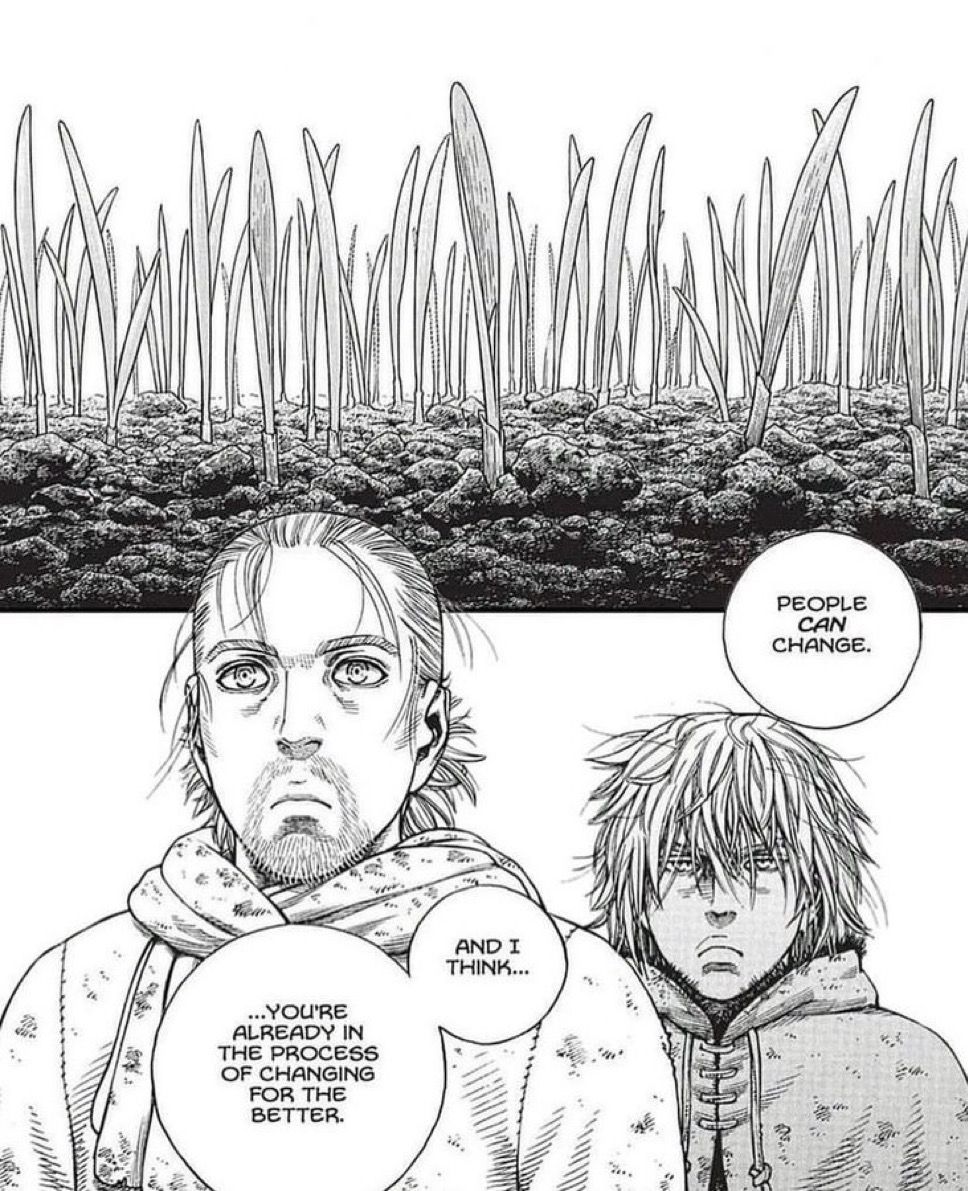 PEOPLE
CAN
CHANGE.
AND I
THINK...
...YOU'RE
ALREADY IN
THE PROCESS
OF CHANGING
FOR THE
BETTER.